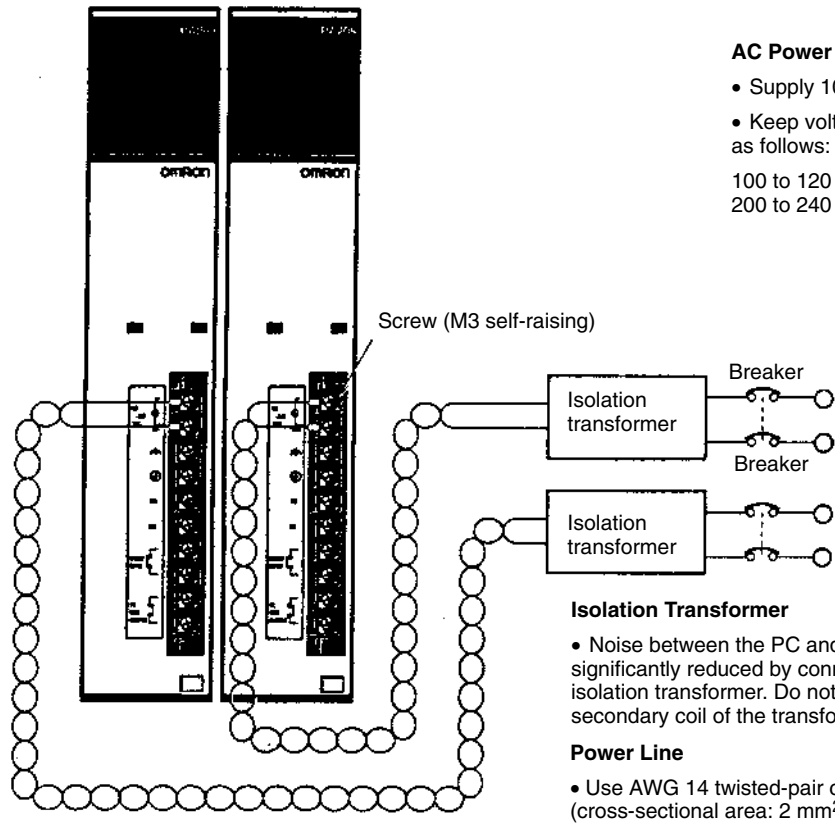 OMRON
OMRON
AC Power
• Supply 10
• Keep volt
as follows:
100 to 120
200 to 240
Screw (M3 self-raising)
Breaker
Isolation
transformer
Breaker
Isolation
transformer
Isolation Transformer
• Noise between the PC and
significantly reduced by conn
isolation transformer. Do not
secondary coil of the transfo
Power Line
• Use AWG 14 twisted-pair c
(cross-sectional area: 2 mm²